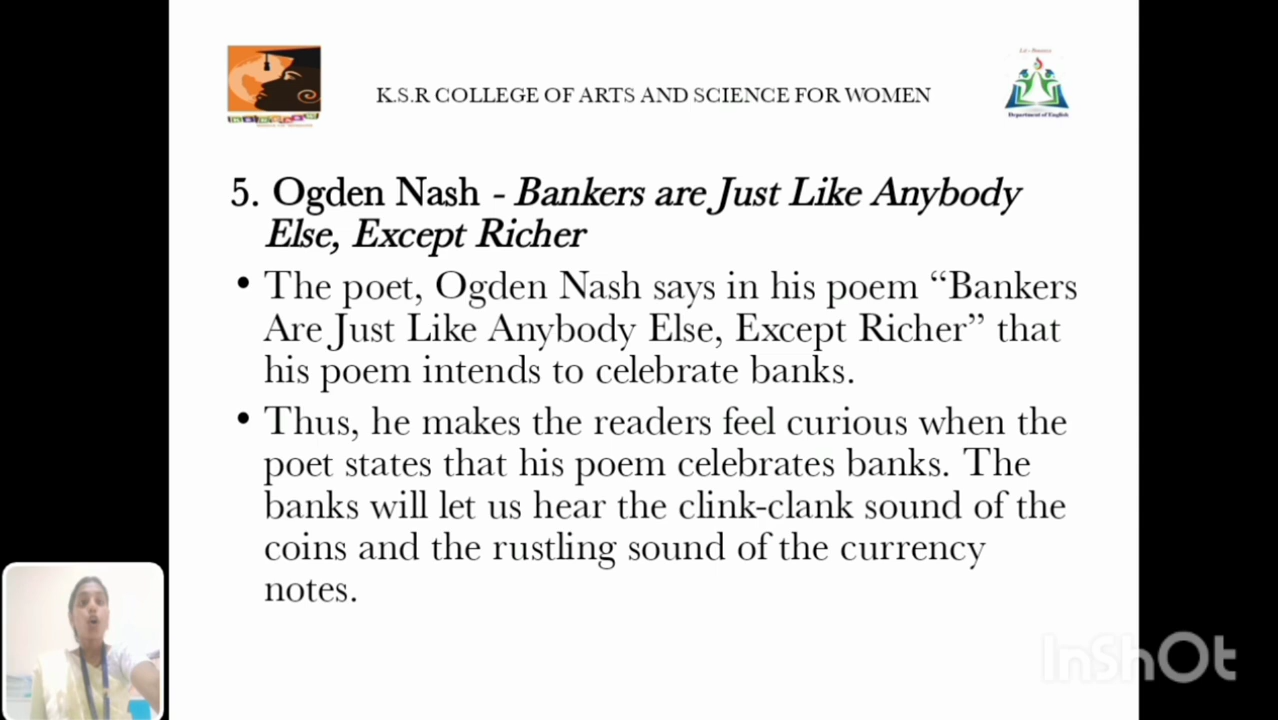 K.S.R COLLEGE OF ARTS AND SCIENCE FOR WOMEN
Department of English
5. Ogden Nash - Bankers are Just Like Anybody
Else, Except Richer
• The poet, Ogden Nash says in his poem “Bankers
Are Just Like Anybody Else, Except Richer” that
his poem intends to celebrate banks.
• Thus, he makes the readers feel curious when the
poet states that his poem celebrates banks. The
banks will let us hear the clink-clank sound of the
coins and the rustling sound of the currency
notes.
InShOt